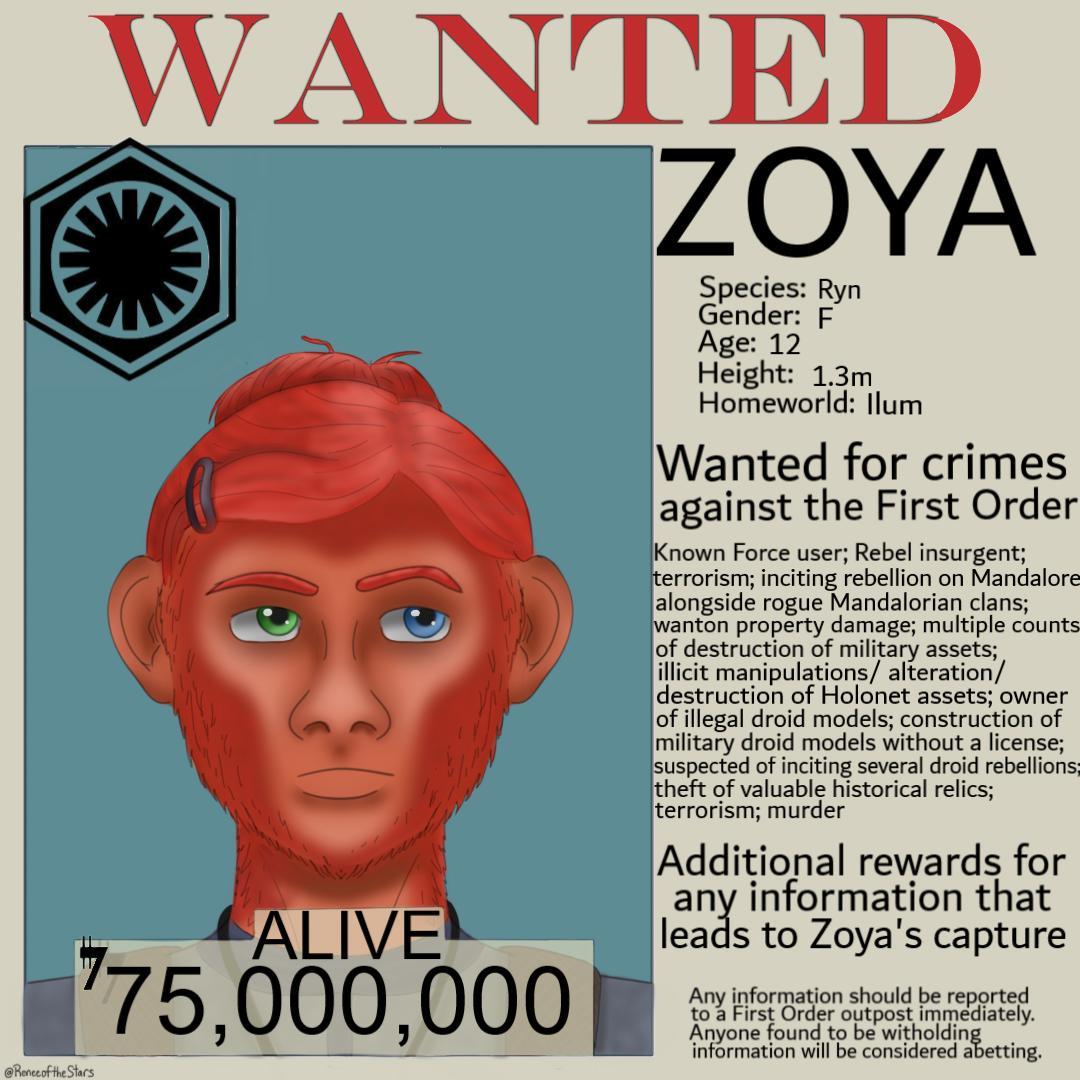 WANTED
ZOYA
Species: Ryn
Gender: F
Age: 12
Height: 1.3m
Homeworld: Ilum
Wanted for crimes
against the First Order
Known Force user; Rebel insurgent;
terrorism; inciting rebellion on Mandalore
alongside rogue Mandalorian clans;
wanton property damage; multiple counts
of destruction of military assets;
illicit manipulations/ alteration/
destruction of Holonet assets; owner
of illegal droid models; construction of
military droid models without a license;
suspected of inciting several droid rebellions;
theft of valuable historical relics;
terrorism; murder
Additional rewards for
any information that
leads to Zoya's capture
Any information should be reported
to a First Order outpost immediately.
Anyone found to be witholding
information will be considered abetting.
ALIVE
75,000,000
@ReneeoftheStars